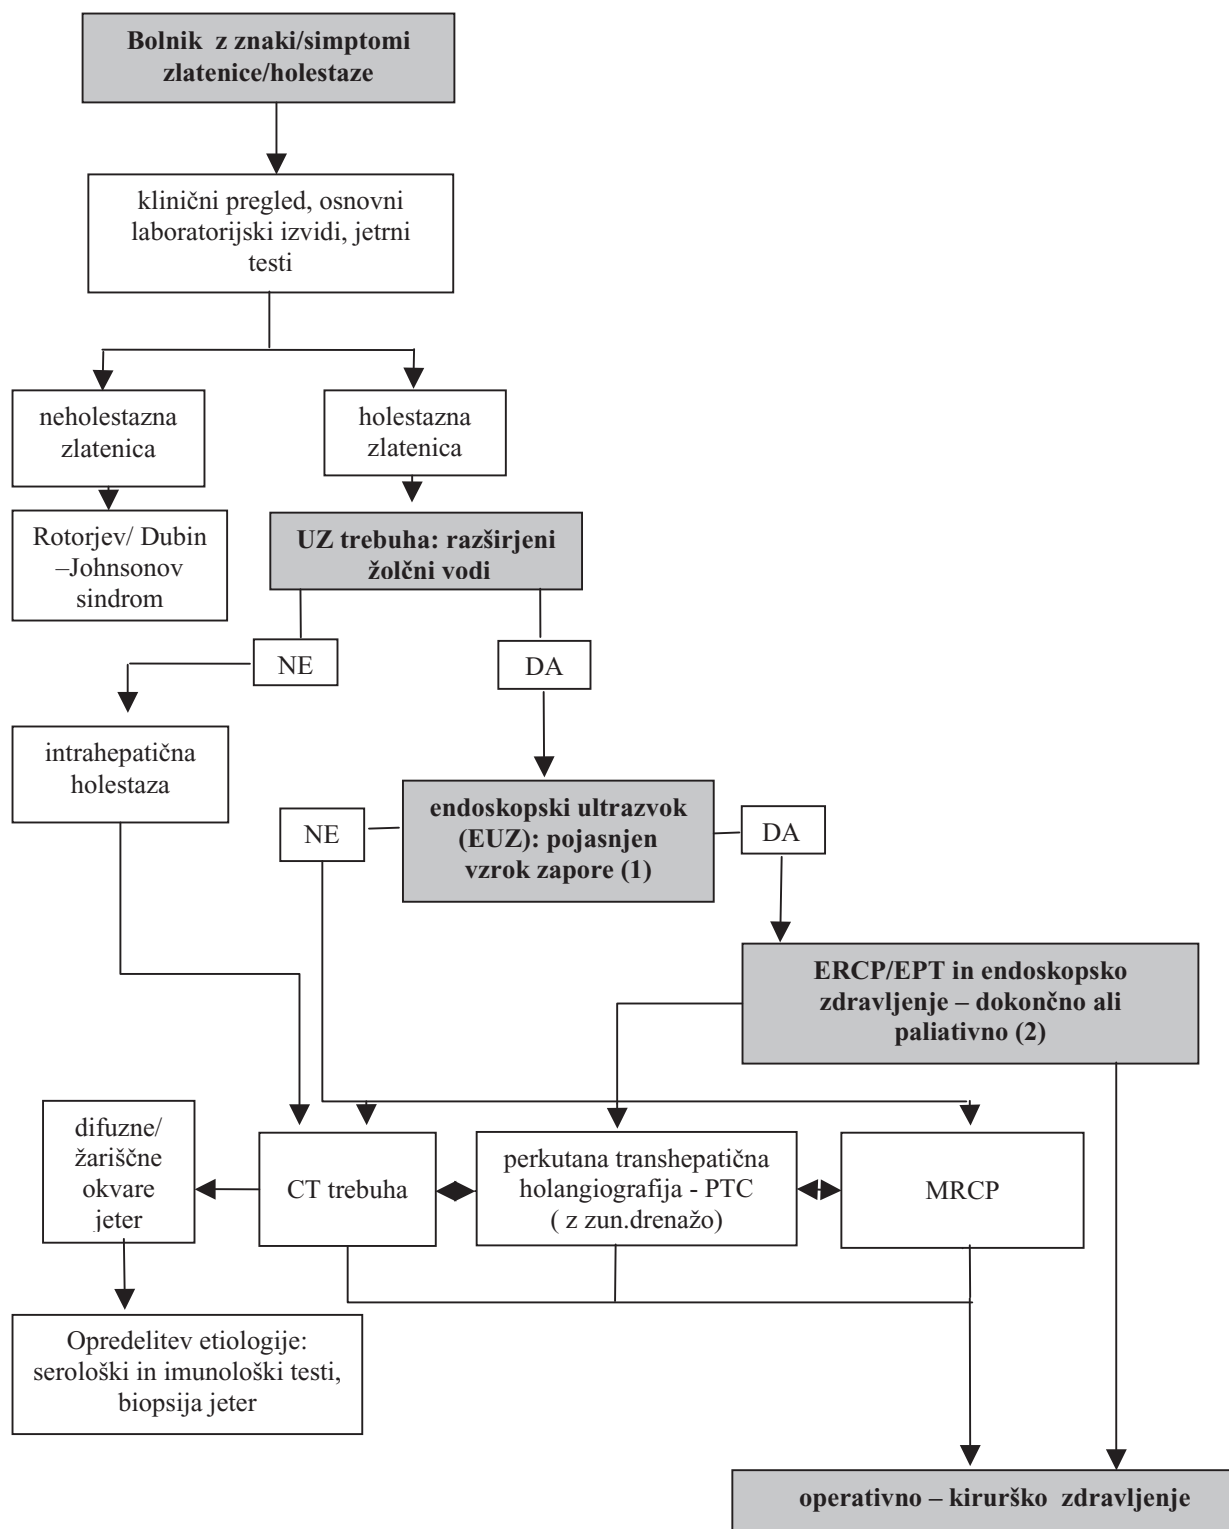 Bolnik z znaki/simptomi
zlatenice/holestaze
klinični pregled, osnovni
laboratorijski izvidi, jetrni
testi
neholestazna
zlatenica
holestazna
zlatenica
Rotorjev/ Dubin
–Johnsonov
sindrom
UZ trebuha: razširjeni
žolčni vodi
NE
DA
intrahepatična
holestaza
NE
endoskopski ultrazvok
(EUZ): pojasnjen
vzrok zapore (1)
DA
ERCP/EPT in endoskopsko
zdravljenje – dokončno ali
paliativno (2)
difuzne/
žariščne
okvare
jeter
CT trebuha
perkutana transhepatična
holangiografija - PTC
( z zun.drenažo)
MRCP
Opredelitev etiologije:
serološki in imunološki testi,
biopsija jeter
operativno – kirurško zdravljenje